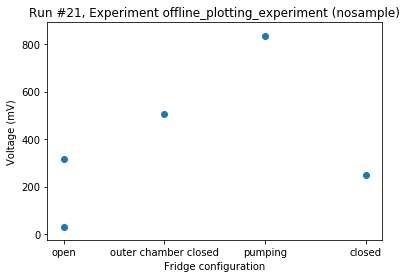 Run #21, Experiment offline_plotting_experiment (nosample)
Voltage (mV)
800
600
400
200
0
open
outer chamber closed
pumping
closed
Fridge configuration